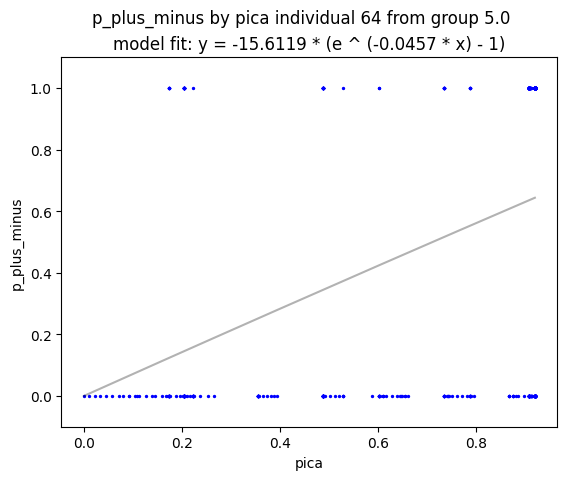 p_plus_minus by pica individual 64 from group 5.0
model fit: y = -15.6119 * (e ^ (-0.0457 * x) - 1)
1.0
0.8
0.6
0.4
0.2
0.0
p_plus_minus
0.0 0.2 0.4 0.6 0.8
pica